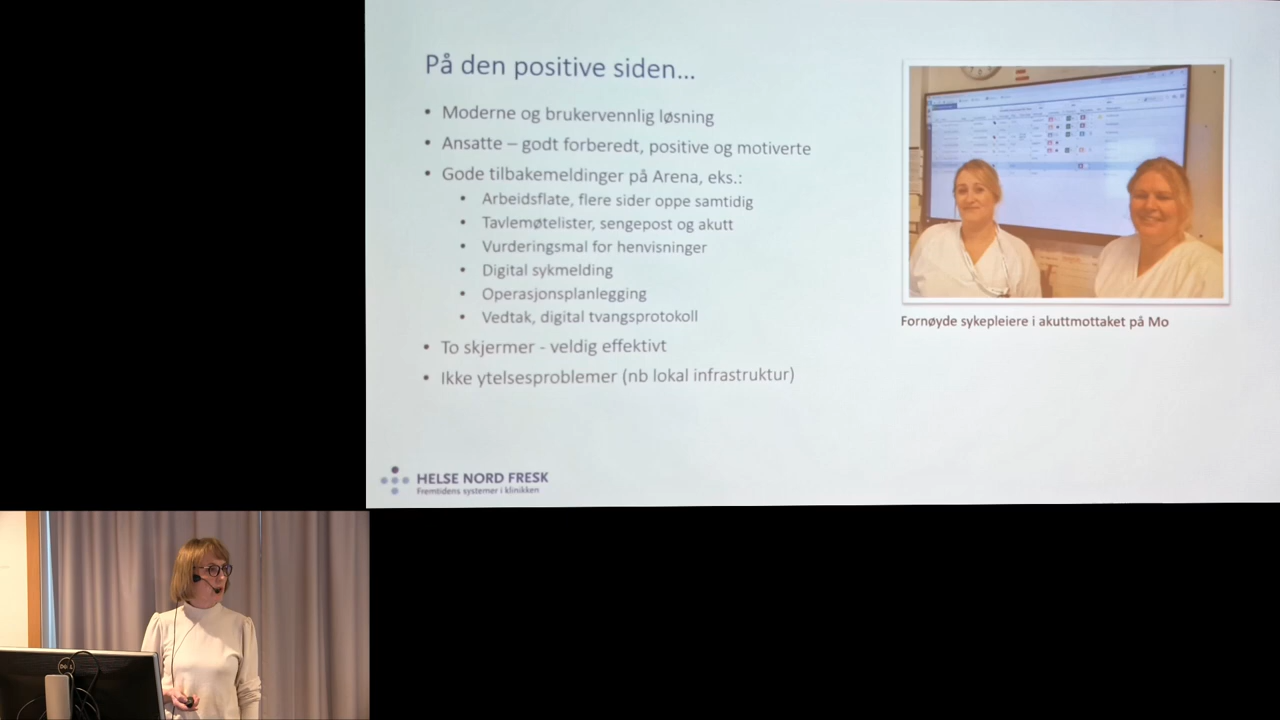 På den positive siden...
• Moderne og brukervennlig løsning
• Ansatte – godt forberedt, positive og motiverte
• Gode tilbakemeldinger på Arena, eks.:
• Arbeidsflate, flere sider oppe samtidig
• Tavlemøtelister, sengepost og akutt
• Vurderingsmal for henvisninger
• Digital sykmelding
• Operasjonsplanlegging
• Vedtak, digital tvangsprotokoll
• To skjermer - veldig effektivt
• Ikke ytelsesproblemer (nb lokal infrastruktur)
Fornøyde sykepleiere i akuttmottaket på Mo
HELSE NORD FRESK
Fremtidens systemer i klinikken